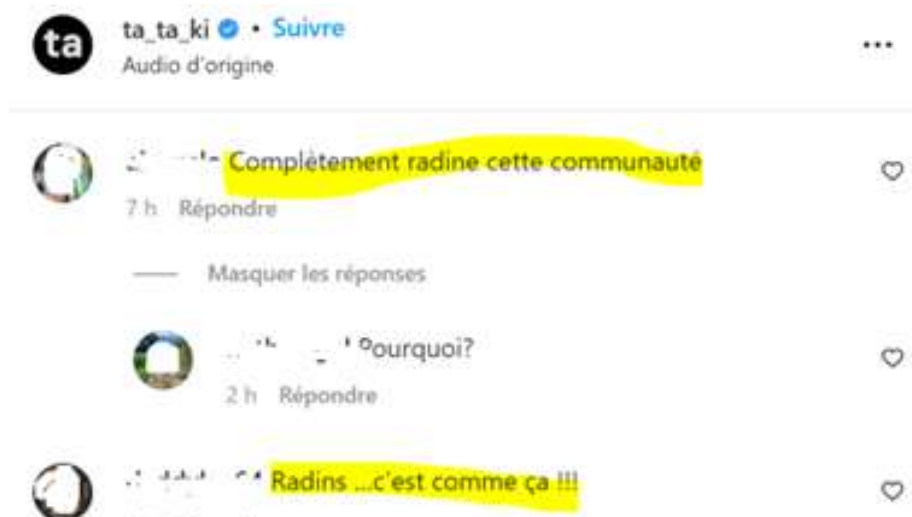 ta
ta_ta_ki • Suivre
Audio d'origine
Complètement radine cette communauté
7 h Répondre
Masquer les réponses
Pourquoi?
2 h Répondre
Radins ...c'est comme ça !!!